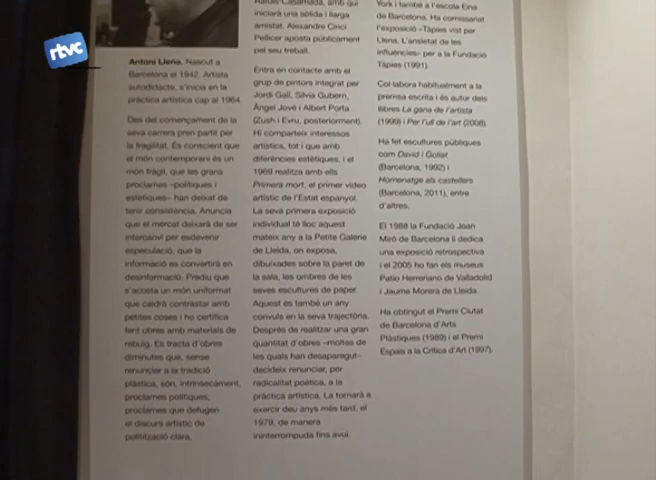 rtvc
Antoni Llena. Nascut a
Barcelona el 1942. Artista
autodidacta, s'inicia en la
pràctica artística cap al 1964.
Des del començament de la
seva carrera pren partit per
la fragilitat. És conscient que
el món contemporani és un
món fràgil, que les grans
proclames –polítiques i
estètiques– han deixat de
tenir consistència. Anuncia
que el mercat deixarà de ser
intercanvi per esdevenir
especulació, que la
informació es convertirà en
desinformació. Prediu que
s'acosta un món uniformat
que caldrà contrastar amb
petites coses i ho certifica
fent obres amb materials de
rebuig. Es tracta d'obres
diminutes que, sense
renunciar a la tradició
plàstica, són, intrínsecament,
proclames polítiques;
proclames que defugen
el discurs artístic de
politització clara.
Ràfols-Casamada, amb qui
iniciarà una sòlida i llarga
amistat. Alexandre Cirici
Pellicer aposta públicament
pel seu treball.
Entra en contacte amb el
grup de pintors integrat per
Jordi Galí, Sílvia Gubern,
Àngel Jové i Albert Porta
(Zush i Evru, posteriorment).
Hi comparteix interessos
artístics, tot i que amb
diferències estètiques, i el
1969 realitza amb ells
Primera mort, el primer vídeo
artístic de l'Estat espanyol.
La seva primera exposició
individual té lloc aquest
mateix any a la Petite Galerie
de Lleida, on exposa,
dibuixades sobre la paret de
la sala, les ombres de les
seves escultures de paper.
Aquest és també un any
convuls en la seva trajectòria.
Després de realitzar una gran
quantitat d'obres –moltes de
les quals han desaparegut–
decideix renunciar, per
radicalitat poètica, a la
pràctica artística. La tornarà a
exercir deu anys més tard, el
1979, de manera
ininterrompuda fins avui.
York i també a l'escola Eina
de Barcelona. Ha comissariat
l'exposició «Tàpies vist per
Llena. L'ansietat de les
influències» per a la Fundació
Tàpies (1991).
Col·labora habitualment a la
premsa escrita i és autor dels
llibres La gana de l'artista
(1999) i Per l'ull de l'art (2008).
Ha fet escultures públiques
com David i Goliat
(Barcelona, 1992) i
Homenatge als castellers
(Barcelona, 2011), entre
d'altres.
El 1988 la Fundació Joan
Miró de Barcelona li dedica
una exposició retrospectiva
i el 2005 ho fan els museus
Patio Herreriano de Valladolid
i Jaume Morera de Lleida.
Ha obtingut el Premi Ciutat
de Barcelona d'Arts
Plàstiques (1989) i el Premi
Espais a la Crítica d'Art (1997).